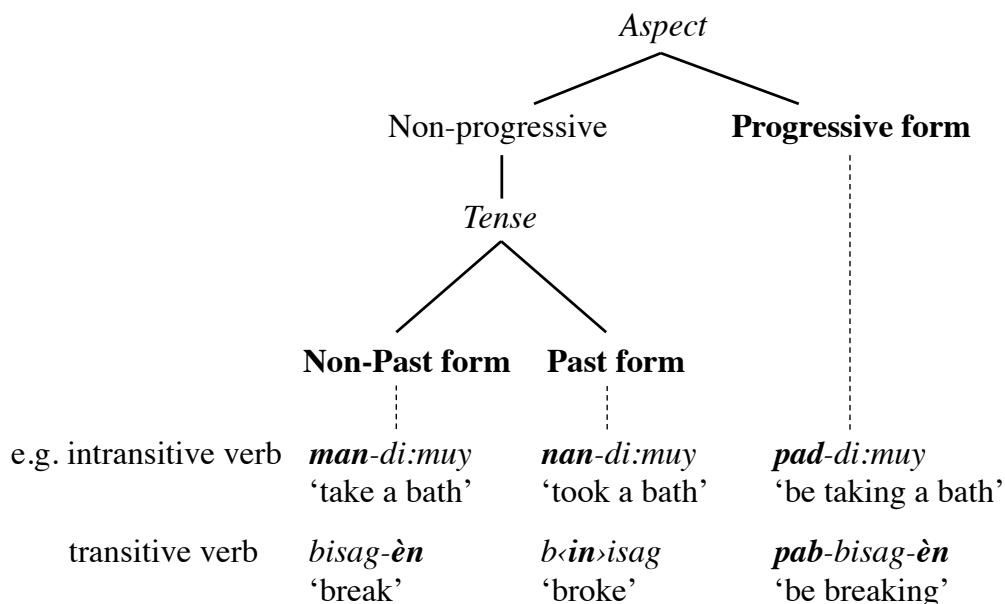 Aspect
Non-progressive Progressive form
Tense
Non-Past form Past form
e.g. intransitive verb man-di:muy nan-di:muy pad-di:muy
‘take a bath’ ‘took a bath’ ‘be taking a bath’
transitive verb bisag-èn b‹in›isag pab-bisag-èn
‘break’ ‘broke’ ‘be breaking’